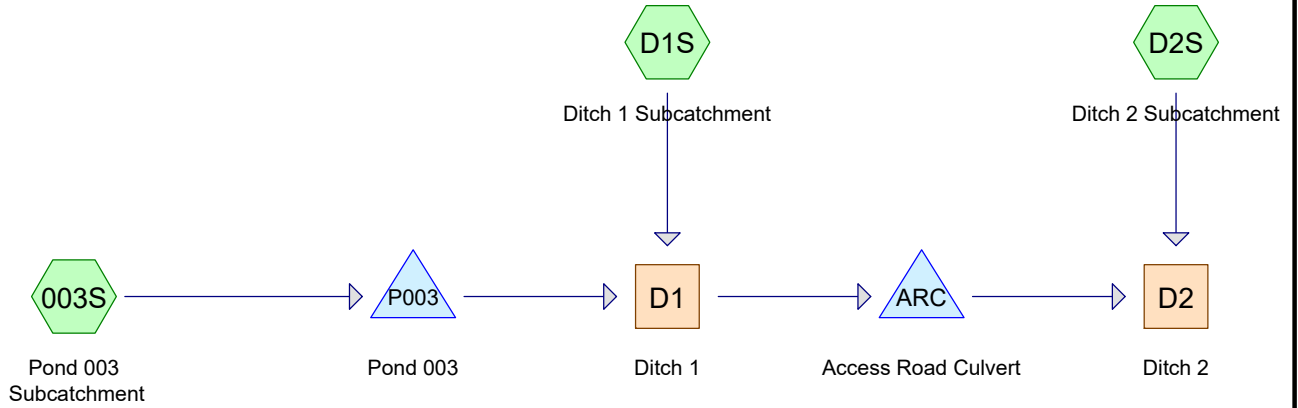 D1S
D2S
Ditch 1 Subcatchment
Ditch 2 Subcatchment
003S
P003
D1
ARC
D2
Pond 003
Subcatchment
Pond 003
Ditch 1
Access Road Culvert
Ditch 2